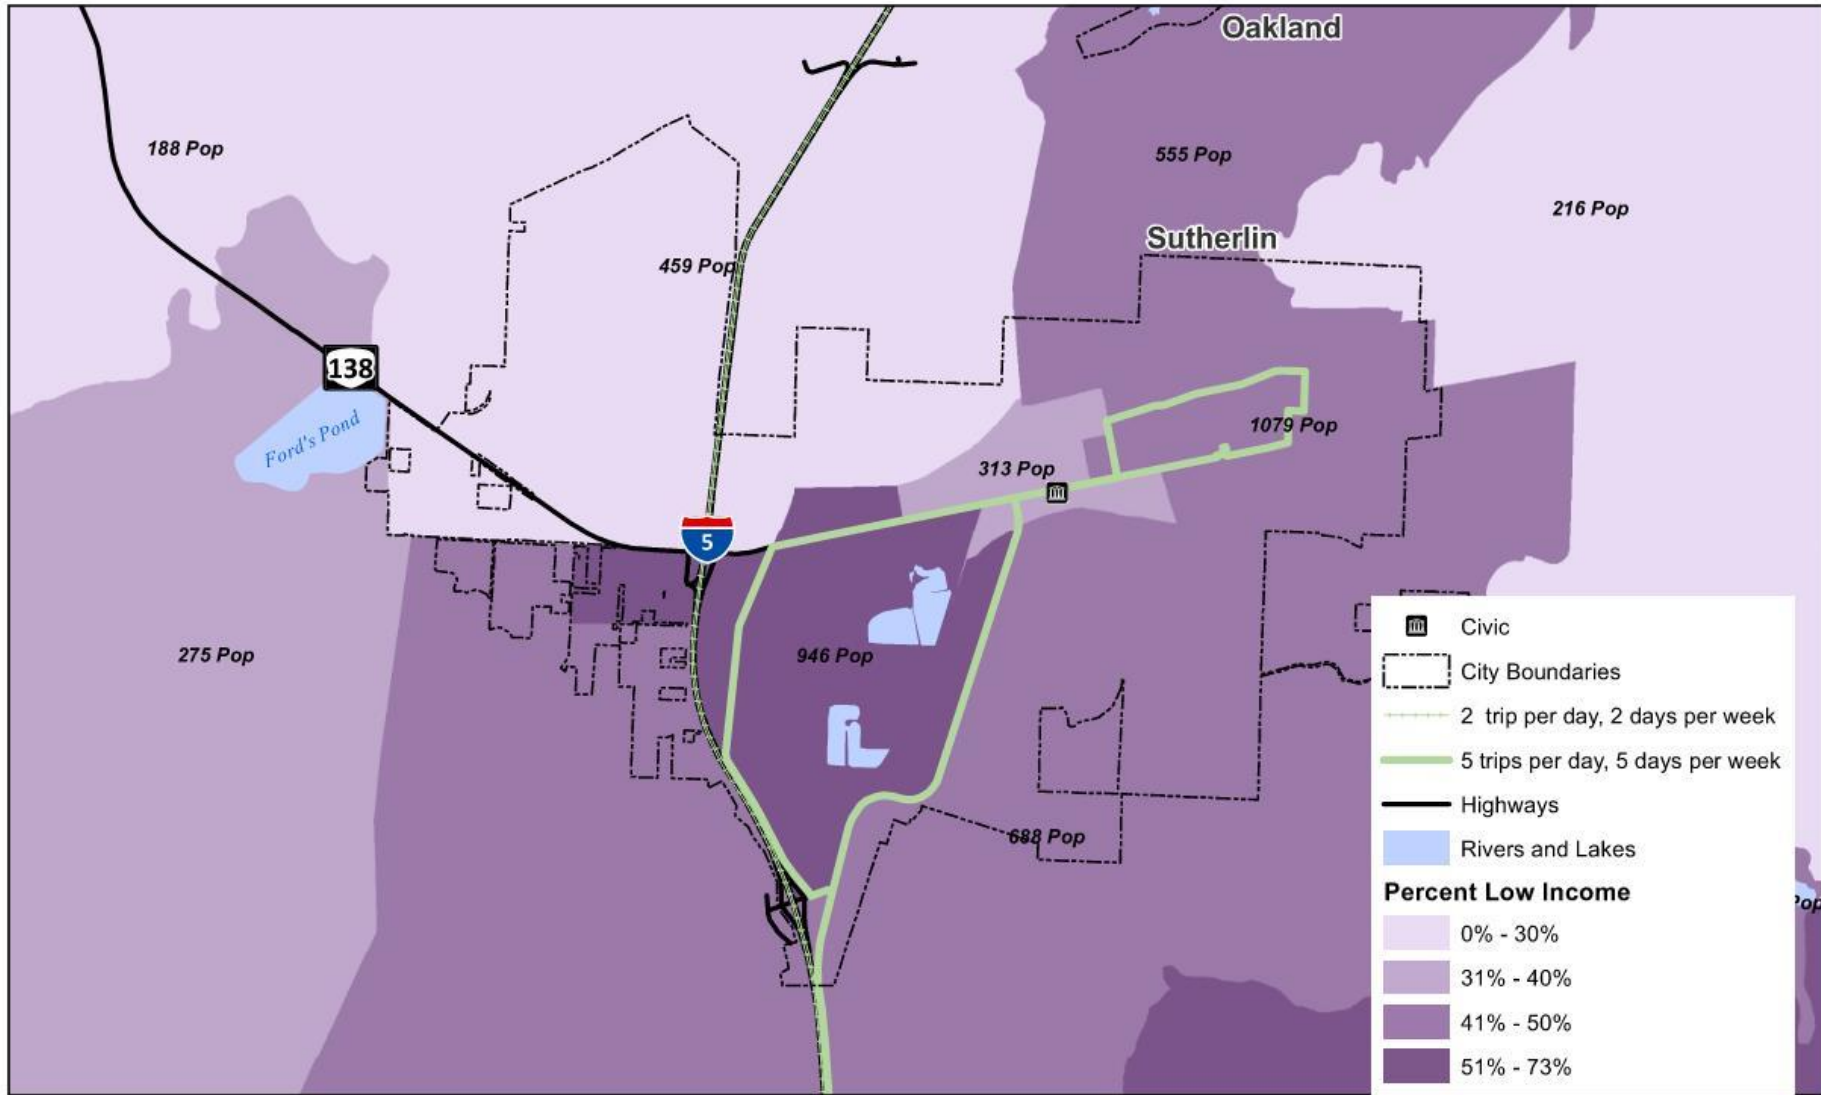 Oakland
188 Pop
555 Pop
216 Pop
Sutherlin
459 Pop
138
Ford's Pond
1079 Pop
313 Pop
5
275 Pop
946 Pop
688 Pop
Pop
Civic
City Boundaries
2 trip per day, 2 days per week
5 trips per day, 5 days per week
Highways
Rivers and Lakes
Percent Low Income
0% - 30%
31% - 40%
41% - 50%
51% - 73%